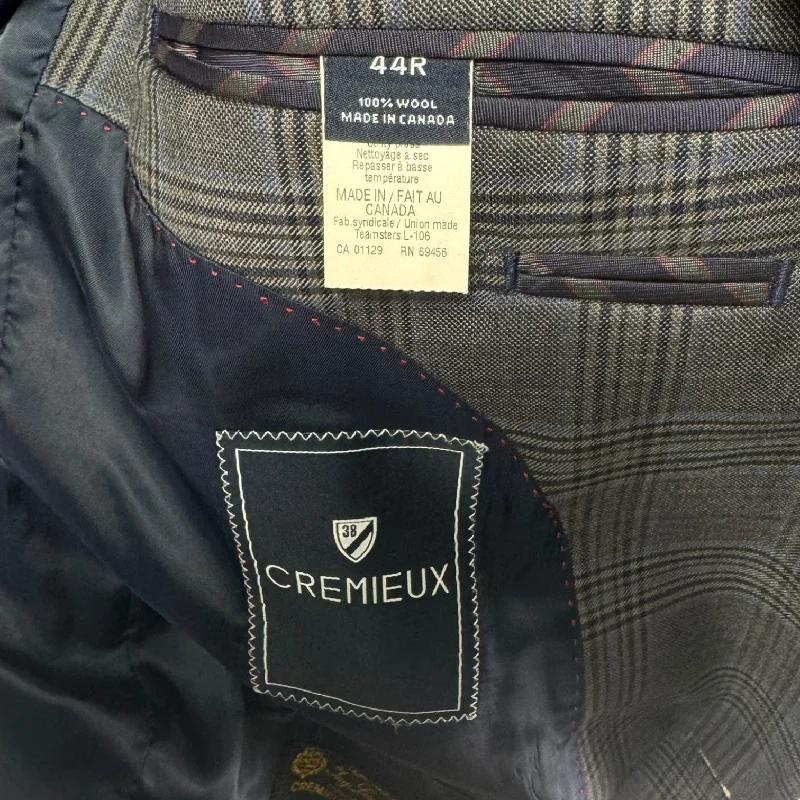 44R
100% WOOL
MADE IN CANADA
Nettoyage à sec
Repasser à basse
température
MADE IN / FAIT AU
CANADA
Fab.syndicale / Union made
Teamsters L-106
CA 01129 RN 69456
38
CREMIEUX